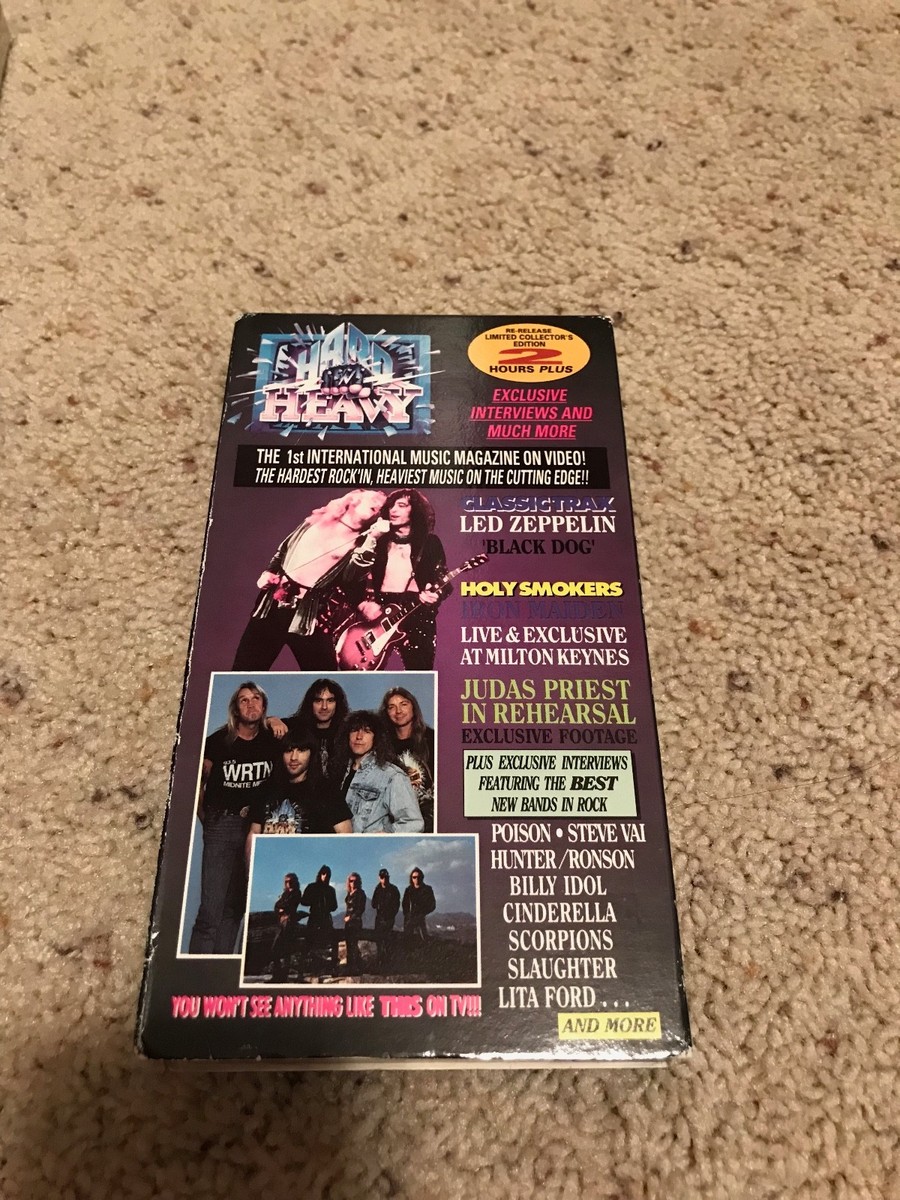 HARD
'N'
HEAVY
RE-RELEASE
LIMITED COLLECTOR'S
EDITION
2
HOURS PLUS
EXCLUSIVE
INTERVIEWS AND
MUCH MORE
THE 1st INTERNATIONAL MUSIC MAGAZINE ON VIDEO!
THE HARDEST ROCK'IN, HEAVIEST MUSIC ON THE CUTTING EDGE!!
CLASSIC TRAX
LED ZEPPELIN
'BLACK DOG'
HOLY SMOKERS
IRON MAIDEN
LIVE & EXCLUSIVE
AT MILTON KEYNES
JUDAS PRIEST
IN REHEARSAL
EXCLUSIVE FOOTAGE
PLUS EXCLUSIVE INTERVIEWS
FEATURING THE BEST
NEW BANDS IN ROCK
POISON • STEVE VAI
HUNTER/RONSON
BILLY IDOL
CINDERELLA
SCORPIONS
SLAUGHTER
LITA FORD...
AND MORE
WRTN
MIDNITE
YOU WON'T SEE ANYTHING LIKE THIS ON TV!!!